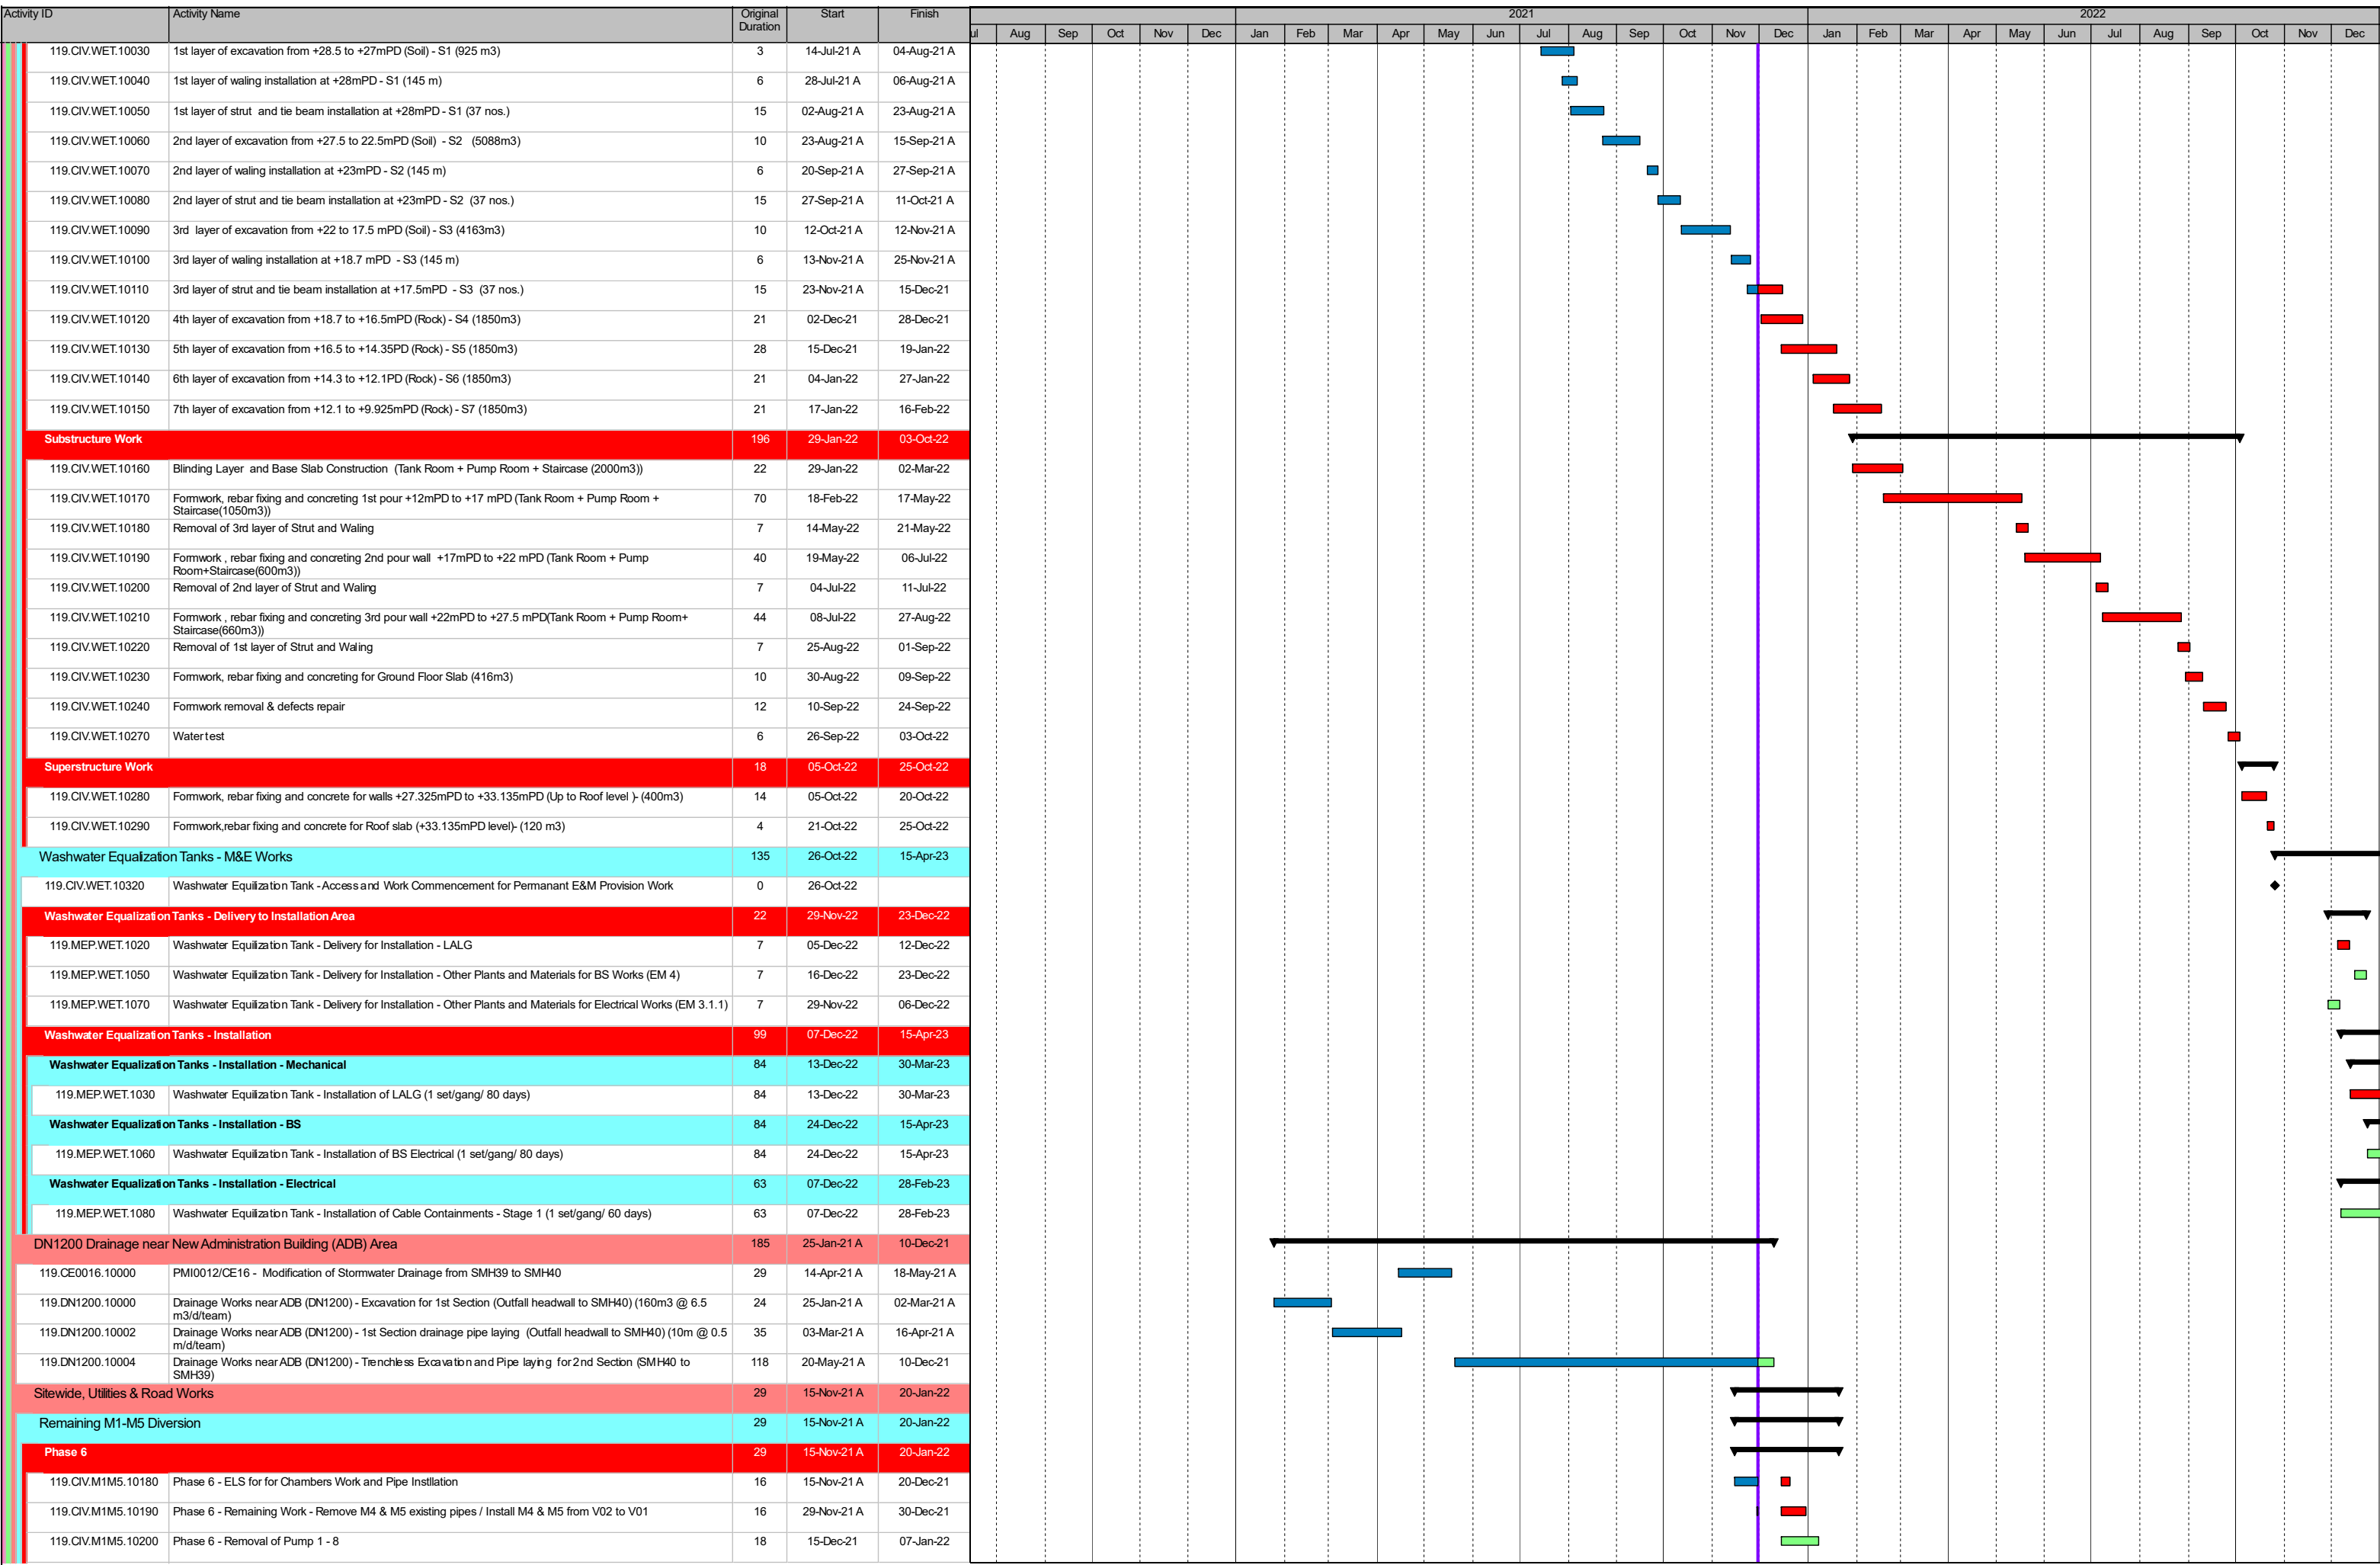 Activity ID Activity Name Original Duration Start Finish 2021 2022
ul Aug Sep Oct Nov Dec Jan Feb Mar Apr May Jun Jul Aug Sep Oct Nov Dec Jan Feb Mar Apr May Jun Jul Aug Sep Oct Nov Dec
119.CIV.WET.10030 1st layer of excavation from +28.5 to +27mPD (Soil) - S1 (925 m3) 3 14-Jul-21 A 04-Aug-21 A
119.CIV.WET.10040 1st layer of waling installation at +28mPD - S1 (145 m) 6 28-Jul-21 A 06-Aug-21 A
119.CIV.WET.10050 1st layer of strut and tie beam installation at +28mPD - S1 (37 nos.) 15 02-Aug-21 A 23-Aug-21 A
119.CIV.WET.10060 2nd layer of excavation from +27.5 to 22.5mPD (Soil) - S2 (5088m3) 10 23-Aug-21 A 15-Sep-21 A
119.CIV.WET.10070 2nd layer of waling installation at +23mPD - S2 (145 m) 6 20-Sep-21 A 27-Sep-21 A
119.CIV.WET.10080 2nd layer of strut and tie beam installation at +23mPD - S2 (37 nos.) 15 27-Sep-21 A 11-Oct-21 A
119.CIV.WET.10090 3rd layer of excavation from +22 to 17.5 mPD (Soil) - S3 (4163m3) 10 12-Oct-21 A 12-Nov-21 A
119.CIV.WET.10100 3rd layer of waling installation at +18.7 mPD - S3 (145 m) 6 13-Nov-21 A 25-Nov-21 A
119.CIV.WET.10110 3rd layer of strut and tie beam installation at +17.5mPD - S3 (37 nos.) 15 23-Nov-21 A 15-Dec-21
119.CIV.WET.10120 4th layer of excavation from +18.7 to +16.5mPD (Rock) - S4 (1850m3) 21 02-Dec-21 28-Dec-21
119.CIV.WET.10130 5th layer of excavation from +16.5 to +14.35PD (Rock) - S5 (1850m3) 28 15-Dec-21 19-Jan-22
119.CIV.WET.10140 6th layer of excavation from +14.3 to +12.1PD (Rock) - S6 (1850m3) 21 04-Jan-22 27-Jan-22
119.CIV.WET.10150 7th layer of excavation from +12.1 to +9.925mPD (Rock) - S7 (1850m3) 21 17-Jan-22 16-Feb-22
Substructure Work 196 29-Jan-22 03-Oct-22
119.CIV.WET.10160 Blinding Layer and Base Slab Construction (Tank Room + Pump Room + Staircase (2000m3)) 22 29-Jan-22 02-Mar-22
119.CIV.WET.10170 Formwork, rebar fixing and concreting 1st pour +12mPD to +17 mPD (Tank Room + Pump Room + Staircase(1050m3)) 70 18-Feb-22 17-May-22
119.CIV.WET.10180 Removal of 3rd layer of Strut and Waling 7 14-May-22 21-May-22
119.CIV.WET.10190 Formwork , rebar fixing and concreting 2nd pour wall +17mPD to +22 mPD (Tank Room + Pump Room+Staircase(600m3)) 40 19-May-22 06-Jul-22
119.CIV.WET.10200 Removal of 2nd layer of Strut and Waling 7 04-Jul-22 11-Jul-22
119.CIV.WET.10210 Formwork , rebar fixing and concreting 3rd pour wall +22mPD to +27.5 mPD(Tank Room + Pump Room+ Staircase(660m3)) 44 08-Jul-22 27-Aug-22
119.CIV.WET.10220 Removal of 1st layer of Strut and Waling 7 25-Aug-22 01-Sep-22
119.CIV.WET.10230 Formwork, rebar fixing and concreting for Ground Floor Slab (416m3) 10 30-Aug-22 09-Sep-22
119.CIV.WET.10240 Formwork removal & defects repair 12 10-Sep-22 24-Sep-22
119.CIV.WET.10270 Water test 6 26-Sep-22 03-Oct-22
Superstructure Work 18 05-Oct-22 25-Oct-22
119.CIV.WET.10280 Formwork, rebar fixing and concrete for walls +27.325mPD to +33.135mPD (Up to Roof level )- (400m3) 14 05-Oct-22 20-Oct-22
119.CIV.WET.10290 Formwork,rebar fixing and concrete for Roof slab (+33.135mPD level)- (120 m3) 4 21-Oct-22 25-Oct-22
Washwater Equalization Tanks - M&E Works 135 26-Oct-22 15-Apr-23
119.CIV.WET.10320 Washwater Equilization Tank - Access and Work Commencement for Permanant E&M Provision Work 0 26-Oct-22
Washwater Equalization Tanks - Delivery to Installation Area 22 29-Nov-22 23-Dec-22
119.MEP.WET.1020 Washwater Equilization Tank - Delivery for Installation - LALG 7 05-Dec-22 12-Dec-22
119.MEP.WET.1050 Washwater Equilization Tank - Delivery for Installation - Other Plants and Materials for BS Works (EM 4) 7 16-Dec-22 23-Dec-22
119.MEP.WET.1070 Washwater Equilization Tank - Delivery for Installation - Other Plants and Materials for Electrical Works (EM 3.1.1) 7 29-Nov-22 06-Dec-22
Washwater Equalization Tanks - Installation 99 07-Dec-22 15-Apr-23
Washwater Equalization Tanks - Installation - Mechanical 84 13-Dec-22 30-Mar-23
119.MEP.WET.1030 Washwater Equilization Tank - Installation of LALG (1 set/gang/ 80 days) 84 13-Dec-22 30-Mar-23
Washwater Equalization Tanks - Installation - BS 84 24-Dec-22 15-Apr-23
119.MEP.WET.1060 Washwater Equilization Tank - Installation of BS Electrical (1 set/gang/ 80 days) 84 24-Dec-22 15-Apr-23
Washwater Equalization Tanks - Installation - Electrical 63 07-Dec-22 28-Feb-23
119.MEP.WET.1080 Washwater Equilization Tank - Installation of Cable Containments - Stage 1 (1 set/gang/ 60 days) 63 07-Dec-22 28-Feb-23
DN1200 Drainage near New Administration Building (ADB) Area 185 25-Jan-21 A 10-Dec-21
119.CE0016.10000 PMI0012/CE16 - Modification of Stormwater Drainage from SMH39 to SMH40 29 14-Apr-21 A 18-May-21 A
119.DN1200.10000 Drainage Works near ADB (DN1200) - Excavation for 1st Section (Outfall headwall to SMH40) (160m3 @ 6.5 m3/d/team) 24 25-Jan-21 A 02-Mar-21 A
119.DN1200.10002 Drainage Works near ADB (DN1200) - 1st Section drainage pipe laying (Outfall headwall to SMH40) (10m @ 0.5 m/d/team) 35 03-Mar-21 A 16-Apr-21 A
119.DN1200.10004 Drainage Works near ADB (DN1200) - Trenchless Excavation and Pipe laying for 2nd Section (SMH40 to SMH39) 118 20-May-21 A 10-Dec-21
Sitewide, Utilities & Road Works 29 15-Nov-21 A 20-Jan-22
Remaining M1-M5 Diversion 29 15-Nov-21 A 20-Jan-22
Phase 6 29 15-Nov-21 A 20-Jan-22
119.CIV.M1M5.10180 Phase 6 - ELS for for Chambers Work and Pipe Instllation 16 15-Nov-21 A 20-Dec-21
119.CIV.M1M5.10190 Phase 6 - Remaining Work - Remove M4 & M5 existing pipes / Install M4 & M5 from V02 to V01 16 29-Nov-21 A 30-Dec-21
119.CIV.M1M5.10200 Phase 6 - Removal of Pump 1 - 8 18 15-Dec-21 07-Jan-22